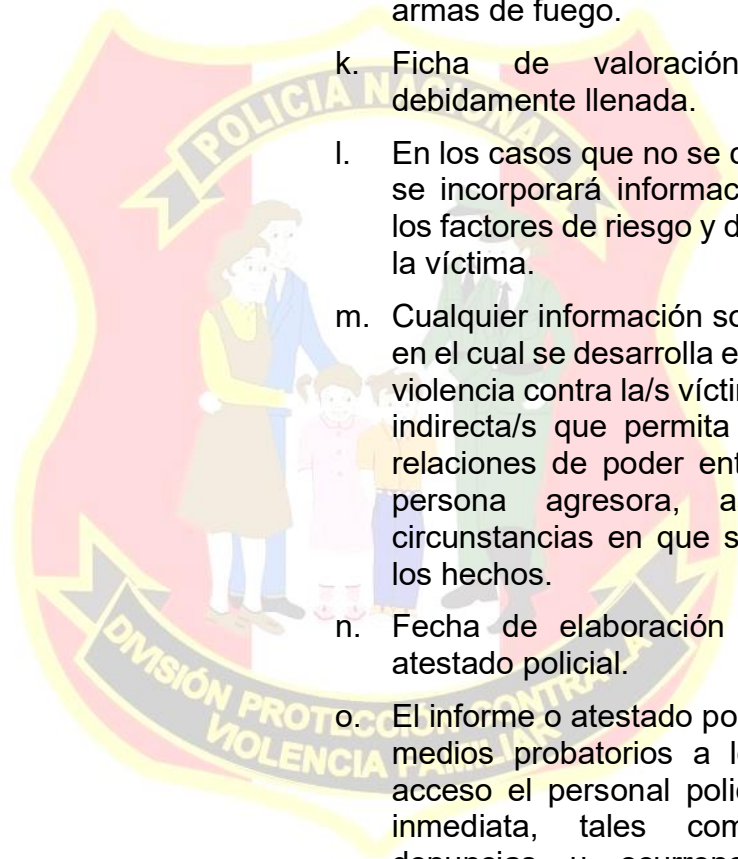 armas de fuego.
k. Ficha de valoración
debidamente llenada.
l. En los casos que no se
se incorporará informac
los factores de riesgo y d
la víctima.
m. Cualquier información so
en el cual se desarrolla e
violencia contra la/s vícti
indirecta/s que permita
relaciones de poder ent
persona agresora, a
circunstancias en que s
los hechos.
n. Fecha de elaboración
atestado policial.
o. El informe o atestado po
medios probatorios a l
acceso el personal polic
inmediata, tales com
POLICIA NACIONAL
DIVISIÓN PROTECCIÓN CONTRA LA
VIOLENCIA FAMILIAR